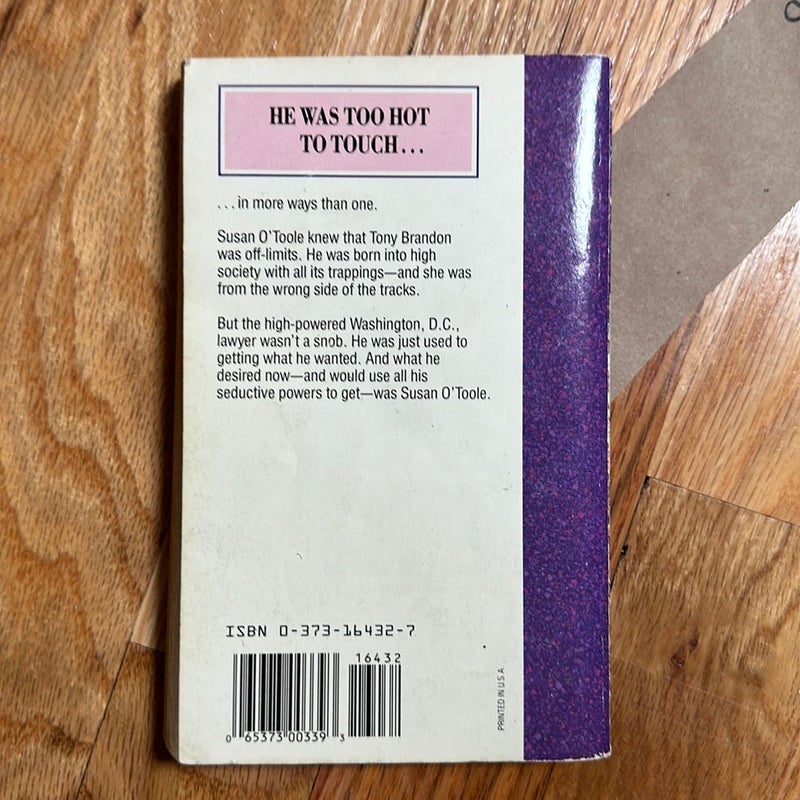 HE WAS TOO HOT
TO TOUCH...
...in more ways than one.
Susan O'Toole knew that Tony Brandon
was off-limits. He was born into high
society with all its trappings—and she was
from the wrong side of the tracks.
But the high-powered Washington, D.C.,
lawyer wasn't a snob. He was just used to
getting what he wanted. And what he
desired now—and would use all his
seductive powers to get—was Susan O'Toole.
ISBN 0-373-16432-7
16432
0 65373 00339 3
PRINTED IN U.S.A.